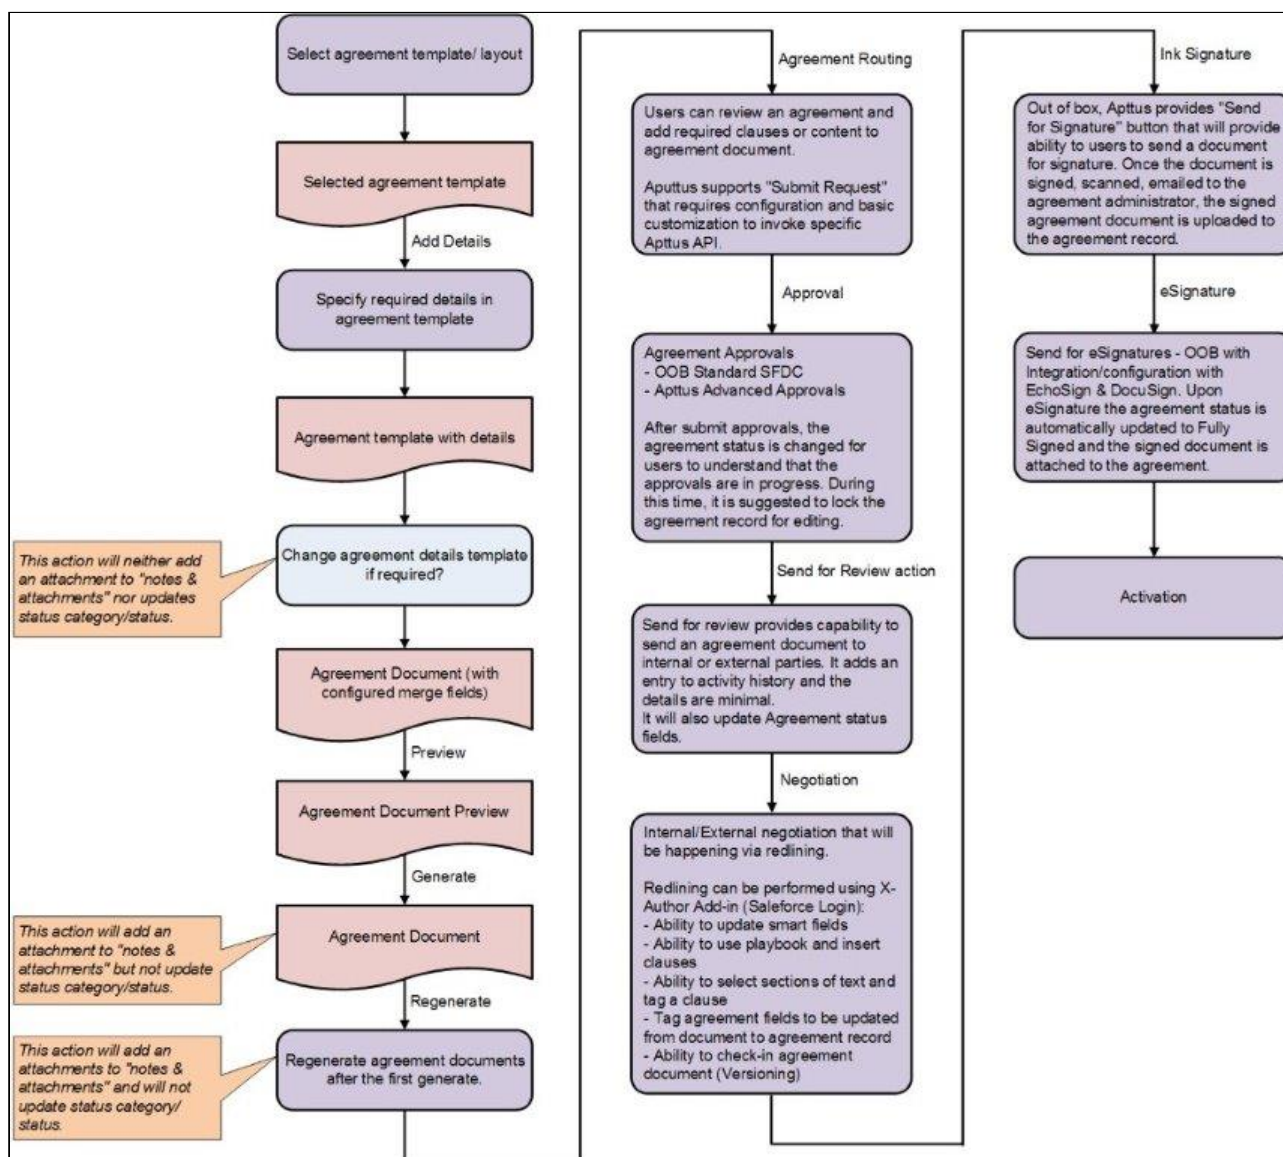 Select agreement template/ layout
Selected agreement template
Add Details
Specify required details in
agreement template
Agreement template with details
This action will neither add
an attachment to "notes &
attachments" nor updates
status category/status.
Change agreement details template
if required?
Agreement Document (with
configured merge fields)
Preview
Agreement Document Preview
Generate
This action will add an
attachment to "notes &
attachments" but not update
status category/status.
Agreement Document
Regenerate
This action will add an
attachments to "notes &
attachments" and will not
update status category/
status.
Regenerate agreement documents
after the first generate.
Agreement Routing
Users can review an agreement and
add required clauses or content to
agreement document.
Aputtus supports "Submit Request"
that requires configuration and basic
customization to invoke specific
Apttus API.
Approval
Agreement Approvals
- OOB Standard SFDC
- Apttus Advanced Approvals
After submit approvals, the
agreement status is changed for
users to understand that the
approvals are in progress. During
this time, it is suggested to lock the
agreement record for editing.
Send for Review action
Send for review provides capability to
send an agreement document to
internal or external parties. It adds an
entry to activity history and the
details are minimal.
It will also update Agreement status
fields.
Negotiation
Internal/External negotiation that will
be happening via redlining.
Redlining can be performed using X-
Author Add-in (Saleforce Login):
- Ability to update smart fields
- Ability to use playbook and insert
clauses
- Ability to select sections of text and
tag a clause
- Tag agreement fields to be updated
from document to agreement record
- Ability to check-in agreement
document (Versioning)
Ink Signature
Out of box, Apttus provides "Send
for Signature" button that will provide
ability to users to send a document
for signature. Once the document is
signed, scanned, emailed to the
agreement administrator, the signed
agreement document is uploaded to
the agreement record.
eSignature
Send for eSignatures - OOB with
Integration/configuration with
EchoSign & DocuSign. Upon
eSignature the agreement status is
automatically updated to Fully
Signed and the signed document is
attached to the agreement.
Activation